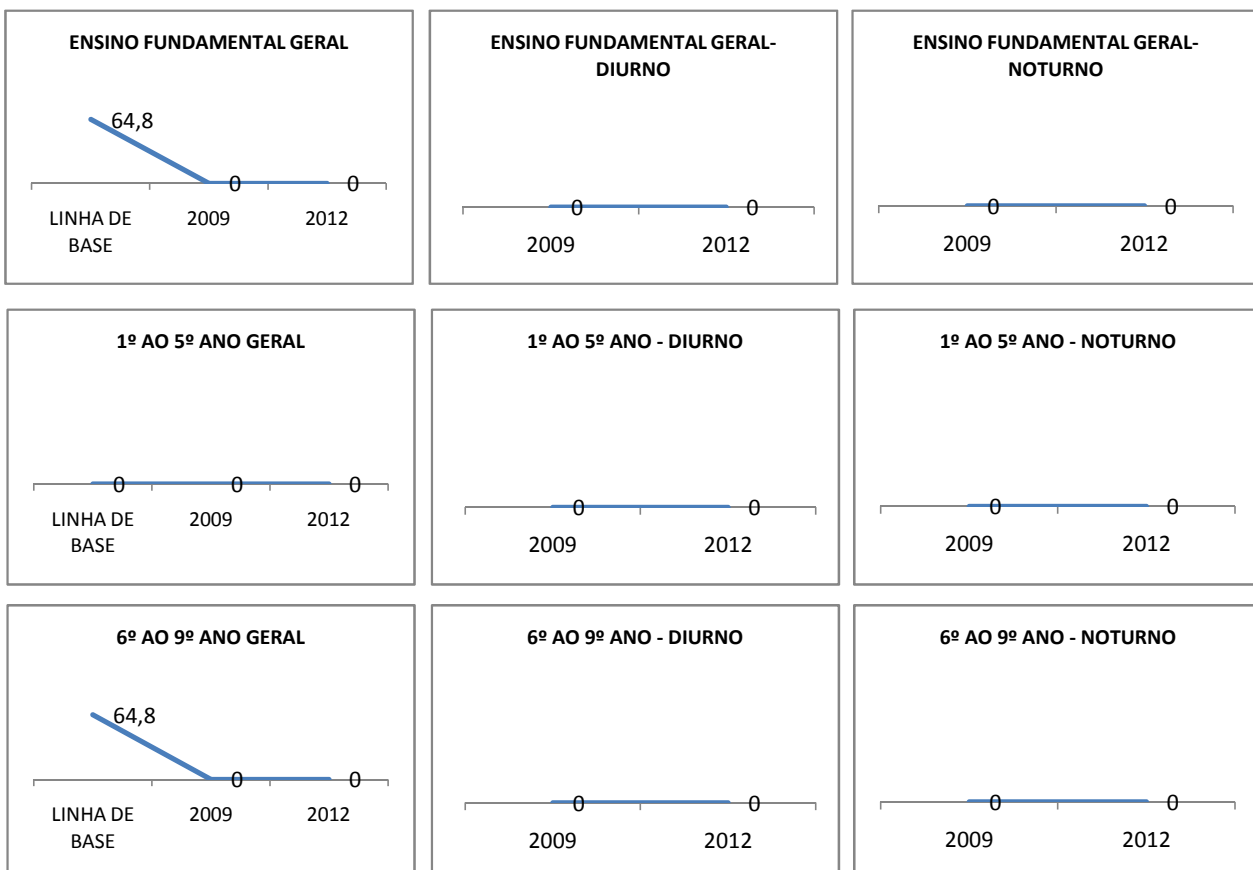 ENSINO FUNDAMENTAL GERAL
64,8
0
0
LINHA DE
BASE
2009
2012
ENSINO FUNDAMENTAL GERAL-
DIURNO
0
0
2009
2012
ENSINO FUNDAMENTAL GERAL-
NOTURNO
0
0
2009
2012
1º AO 5º ANO GERAL
0
0
0
LINHA DE
BASE
2009
2012
1º AO 5º ANO - DIURNO
0
0
2009
2012
1º AO 5º ANO - NOTURNO
0
0
2009
2012
6º AO 9º ANO GERAL
64,8
0
0
LINHA DE
BASE
2009
2012
6º AO 9º ANO - DIURNO
0
0
2009
2012
6º AO 9º ANO - NOTURNO
0
0
2009
2012